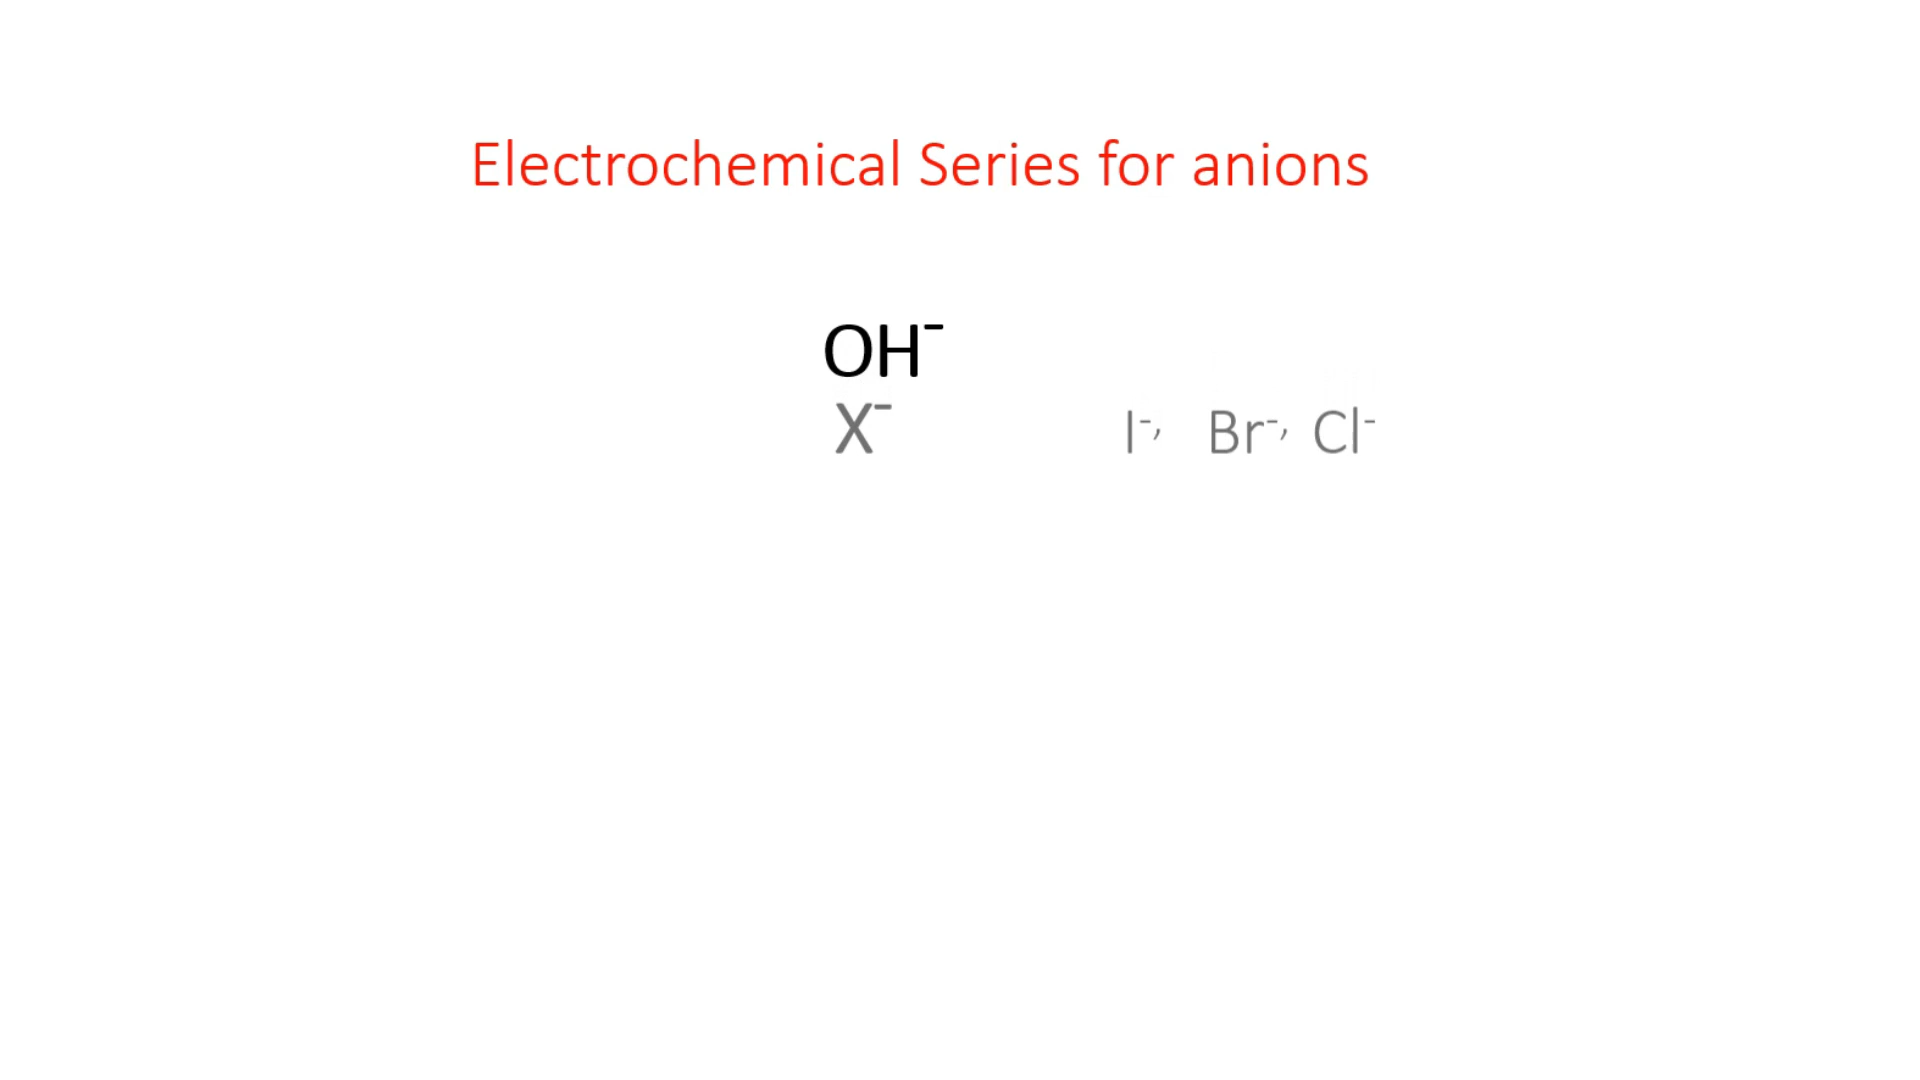 Electrochemical Series for anions
OH⁻
X⁻ I⁻, Br⁻, Cl⁻